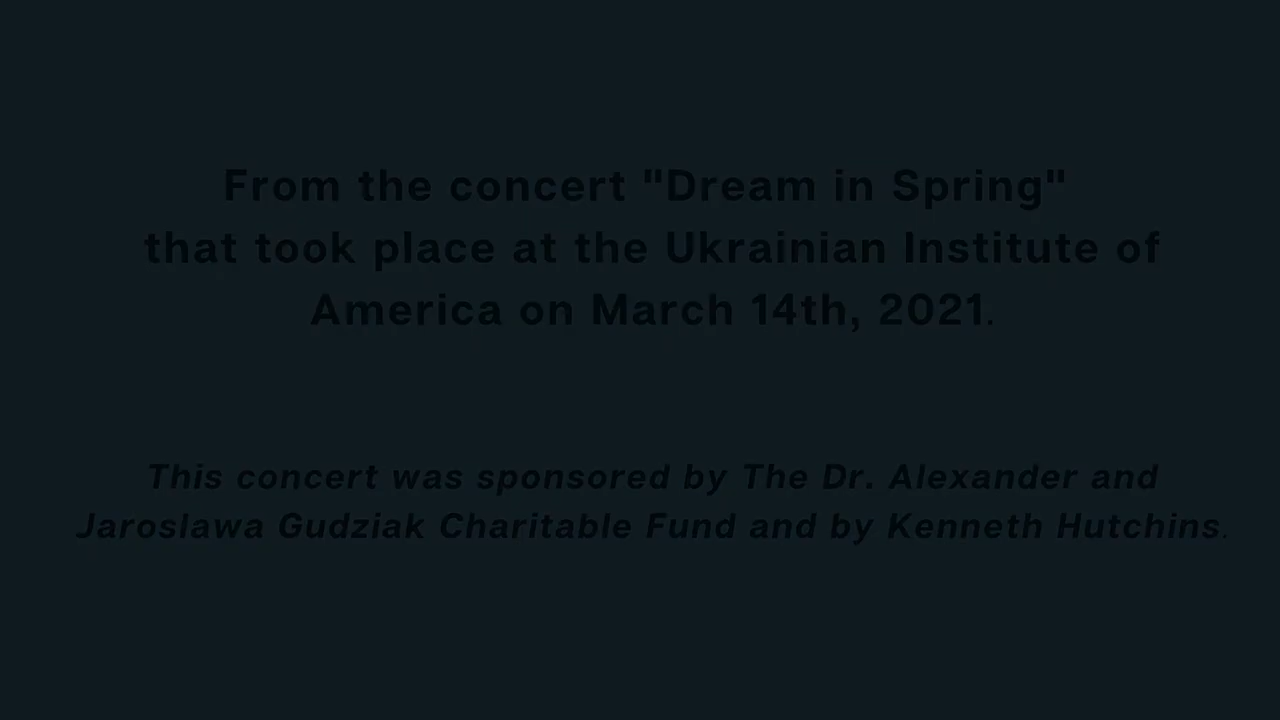 From the concert "Dream in Spring"
that took place at the Ukrainian Institute of
America on March 14th, 2021.
This concert was sponsored by The Dr. Alexander and
Jaroslawa Gudziak Charitable Fund and by Kenneth Hutchins.